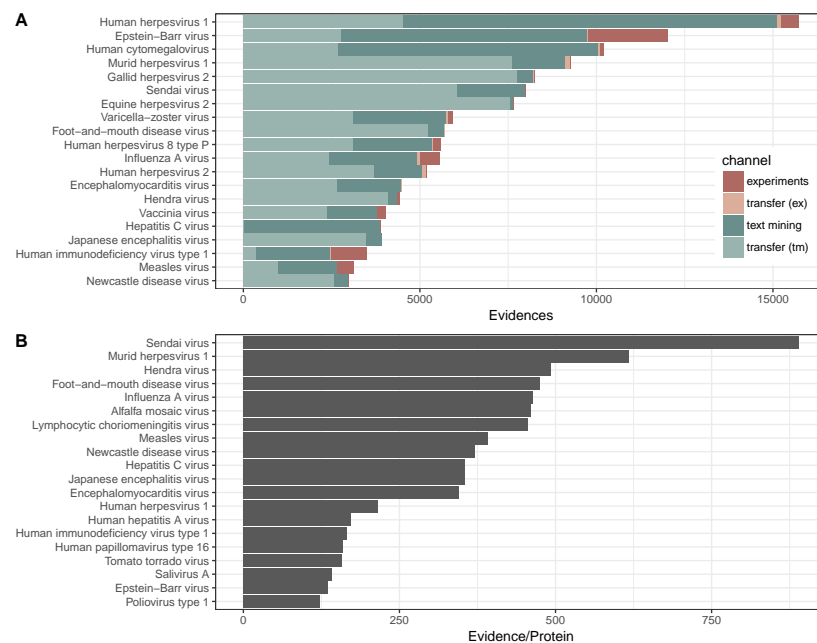 A
Human herpesvirus 1
Epstein−Barr virus
Human cytomegalovirus
Murid herpesvirus 1
Gallid herpesvirus 2
Sendai virus
Equine herpesvirus 2
Varicella−zoster virus
Foot−and−mouth disease virus
Human herpesvirus 8 type P
Influenza A virus
Human herpesvirus 2
Encephalomyocarditis virus
Hendra virus
Vaccinia virus
Hepatitis C virus
Japanese encephalitis virus
Human immunodeficiency virus type 1
Measles virus
Newcastle disease virus
channel
experiments
transfer (ex)
text mining
transfer (tm)
0 5000 10000 15000
Evidences
B
Sendai virus
Murid herpesvirus 1
Hendra virus
Foot−and−mouth disease virus
Influenza A virus
Alfalfa mosaic virus
Lymphocytic choriomeningitis virus
Measles virus
Newcastle disease virus
Hepatitis C virus
Japanese encephalitis virus
Encephalomyocarditis virus
Human herpesvirus 1
Human hepatitis A virus
Human immunodeficiency virus type 1
Human papillomavirus type 16
Tomato torrado virus
Salivirus A
Epstein−Barr virus
Poliovirus type 1
0 250 500 750
Evidence/Protein